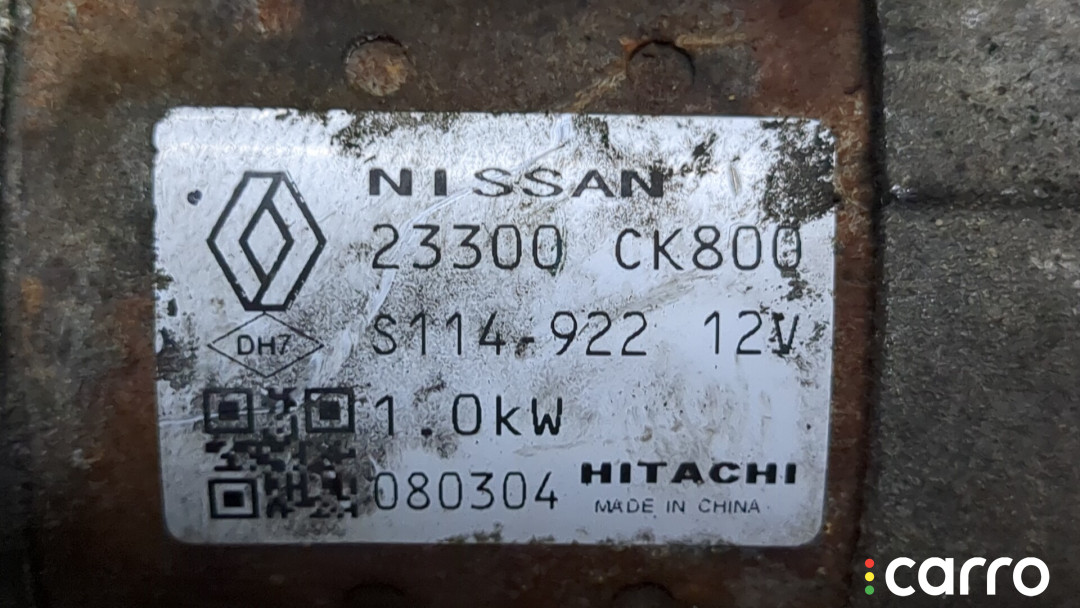 NISSAN
23300 CK800
S114-922 12V
DH7
1.0kW
080304 HITACHI
MADE IN CHINA
carro